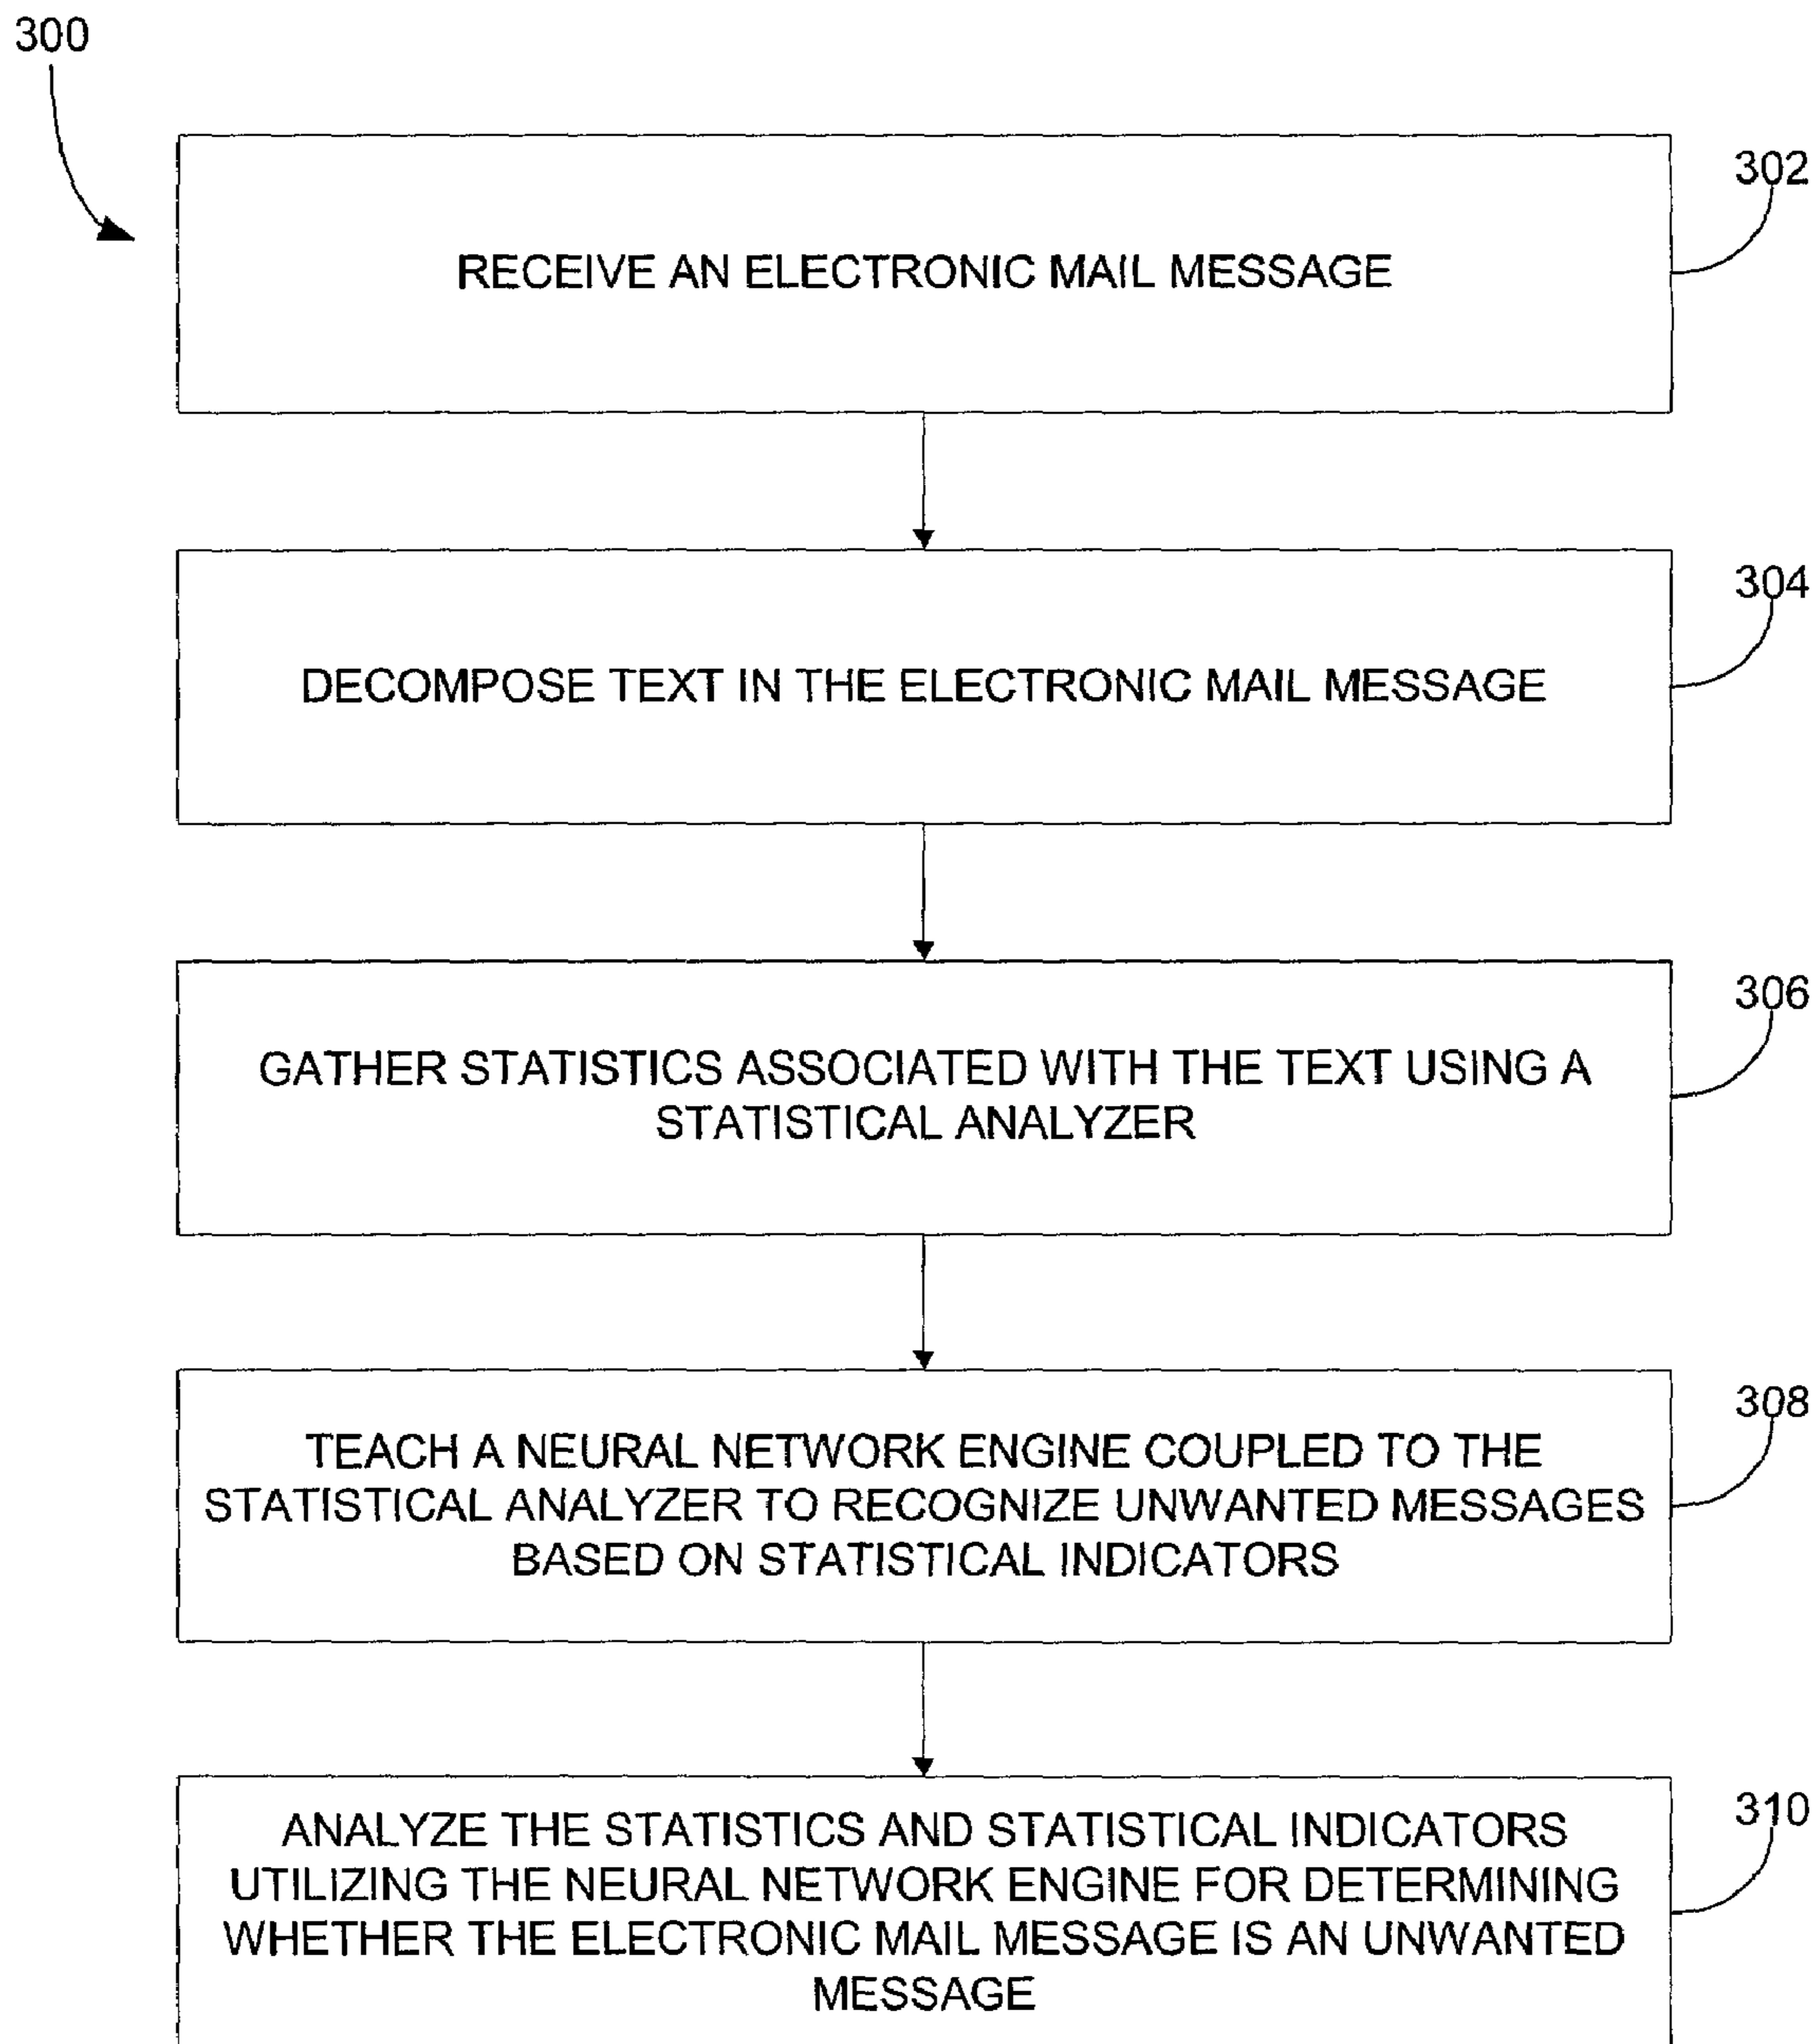 300
302
RECEIVE AN ELECTRONIC MAIL MESSAGE
304
DECOMPOSE TEXT IN THE ELECTRONIC MAIL MESSAGE
306
GATHER STATISTICS ASSOCIATED WITH THE TEXT USING A
STATISTICAL ANALYZER
308
TEACH A NEURAL NETWORK ENGINE COUPLED TO THE
STATISTICAL ANALYZER TO RECOGNIZE UNWANTED MESSAGES
BASED ON STATISTICAL INDICATORS
310
ANALYZE THE STATISTICS AND STATISTICAL INDICATORS
UTILIZING THE NEURAL NETWORK ENGINE FOR DETERMINING
WHETHER THE ELECTRONIC MAIL MESSAGE IS AN UNWANTED
MESSAGE